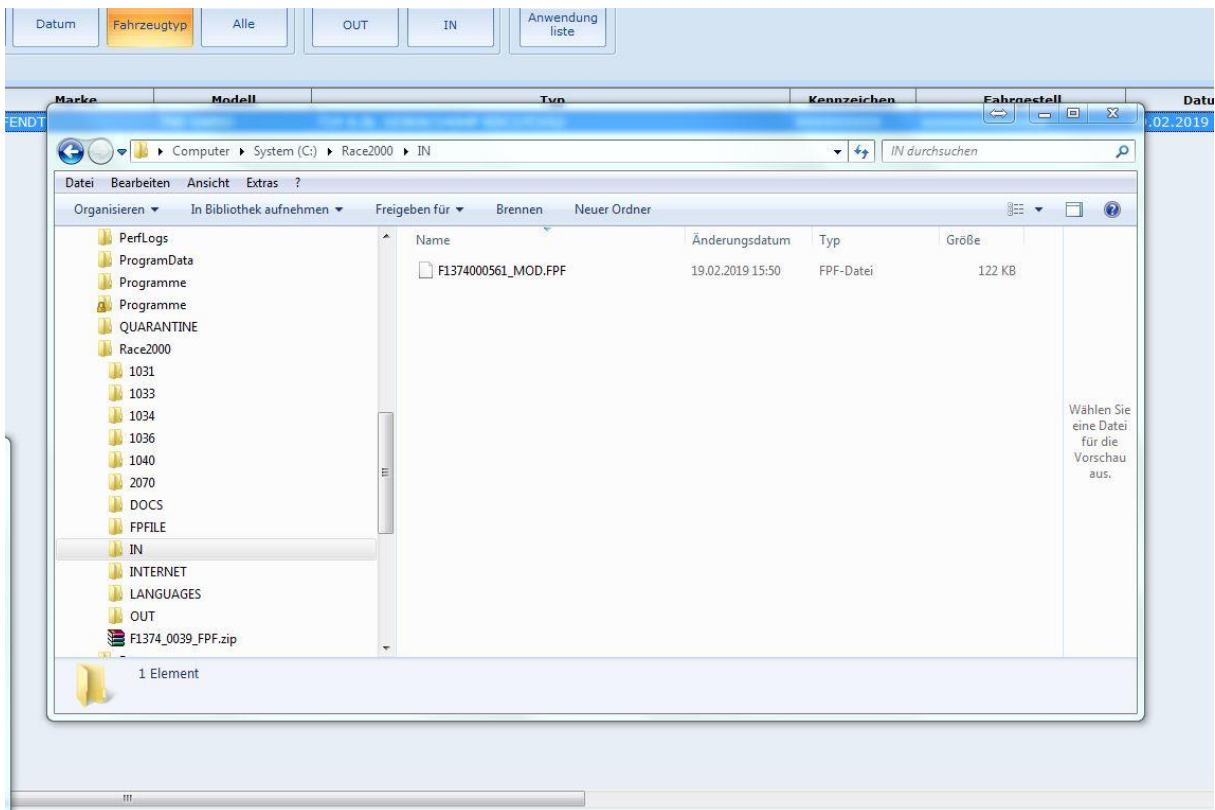 Datum Fahrzeugtyp Alle OUT IN Anwendung
liste
Marke Modell Typ Kennzeichen Fahrgestell Datu
FENDT .02.2019
Computer System (C:) Race2000 IN IN durchsuchen
Datei Bearbeiten Ansicht Extras ?
Organisieren In Bibliothek aufnehmen Freigeben für Brennen Neuer Ordner
Name Änderungsdatum Typ Größe
F1374000561_MOD.FPF 19.02.2019 15:50 FPF-Datei 122 KB
PerfLogs
ProgramData
Programme
Programme
QUARANTINE
Race2000
1031
1033
1034
1036
1040
2070
DOCS
FPFILE
IN
INTERNET
LANGUAGES
OUT
F1374_0039_FPF.zip
Wählen Sie
eine Datei
für die
Vorschau
aus.
1 Element